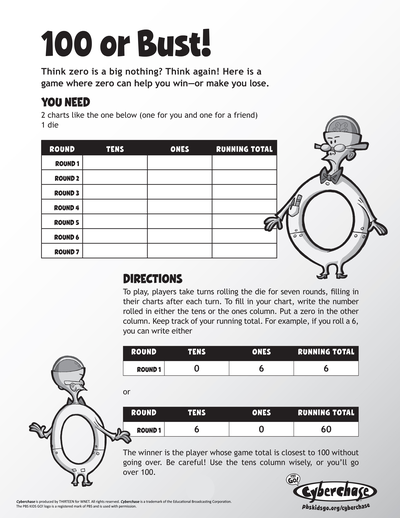 100 or Bust!
Think zero is a big nothing? Think again! Here is a
game where zero can help you win—or make you lose.
YOU NEED
2 charts like the one below (one for you and one for a friend)
1 die
ROUND TENS ONES RUNNING TOTAL
ROUND 1
ROUND 2
ROUND 3
ROUND 4
ROUND 5
ROUND 6
ROUND 7
DIRECTIONS
To play, players take turns rolling the die for seven rounds, filling in
their charts after each turn. To fill in your chart, write the number
rolled in either the tens or the ones column. Put a zero in the other
column. Keep track of your running total. For example, if you roll a 6,
you can write either
ROUND TENS ONES RUNNING TOTAL
ROUND 1 0 6 6
or
ROUND TENS ONES RUNNING TOTAL
ROUND 1 6 0 60
The winner is the player whose game total is closest to 100 without
going over. Be careful! Use the tens column wisely, or you'll go
over 100.
GO!
Cyberchase
pbskidsgo.org/cyberchase
Cyberchase is produced by THIRTEEN for WNET. All rights reserved. Cyberchase is a trademark of the Educational Broadcasting Corporation.
The PBS KIDS GO! logo is a registered mark of PBS and is used with permission.